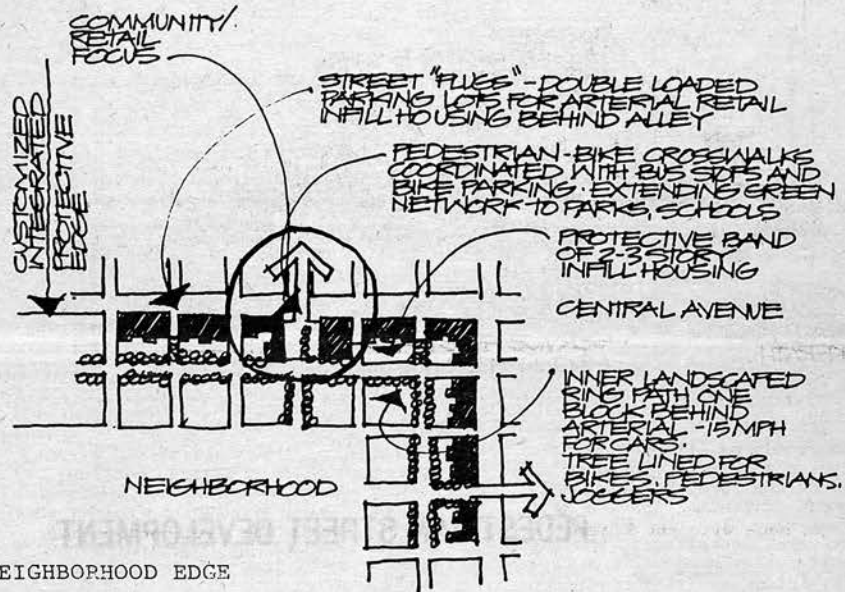 COMMUNITY/.
RETAIL
FOCUS
CUSTOMIZED
INTEGRATED
PROTECTIVE
EDGE
STREET "PLUGS" - DOUBLE LOADED
PARKING LOTS FOR ARTERIAL RETAIL
INFILL HOUSING BEHIND ALLEY
PEDESTRIAN-BIKE CROSSWALKS
COORDINATED WITH BUS STOPS AND
BIKE PARKING. EXTENDING GREEN
NETWORK TO PARKS, SCHOOLS
PROTECTIVE BAND
OF 2-3 STORY
INFILL HOUSING
CENTRAL AVENUE
INNER LANDSCAPED
RING PATH ONE
BLOCK BEHIND
ARTERIAL - 15 MPH
FOR CARS.
TREE LINED FOR
BIKES, PEDESTRIANS,
JOGGERS
NEIGHBORHOOD
EIGHBORHOOD EDGE
STREET DEVELOPMENT